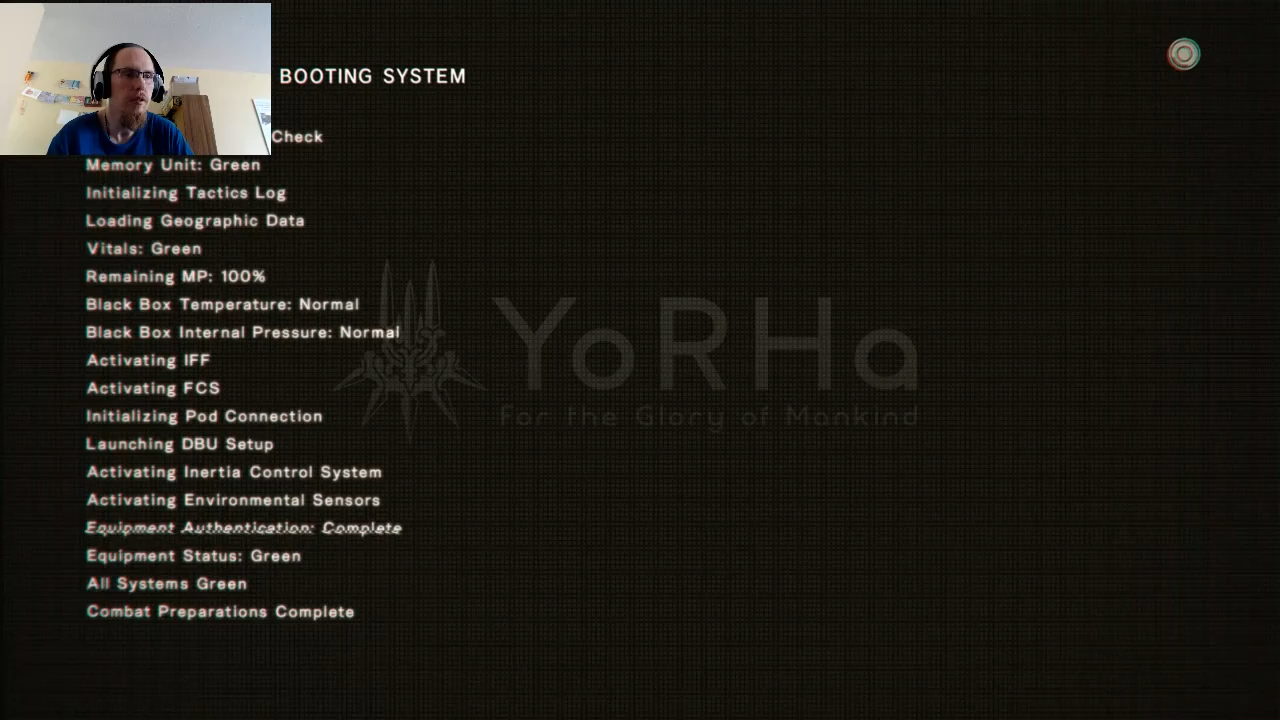 BOOTING SYSTEM
Check
Memory Unit: Green
Initializing Tactics Log
Loading Geographic Data
Vitals: Green
Remaining MP: 100%
Black Box Temperature: Normal
Black Box Internal Pressure: Normal
Activating IFF
Activating FCS
Initializing Pod Connection
Launching DBU Setup
Activating Inertia Control System
Activating Environmental Sensors
Equipment Authentication: Complete
Equipment Status: Green
All Systems Green
Combat Preparations Complete
YoRHa
For the Glory of Mankind